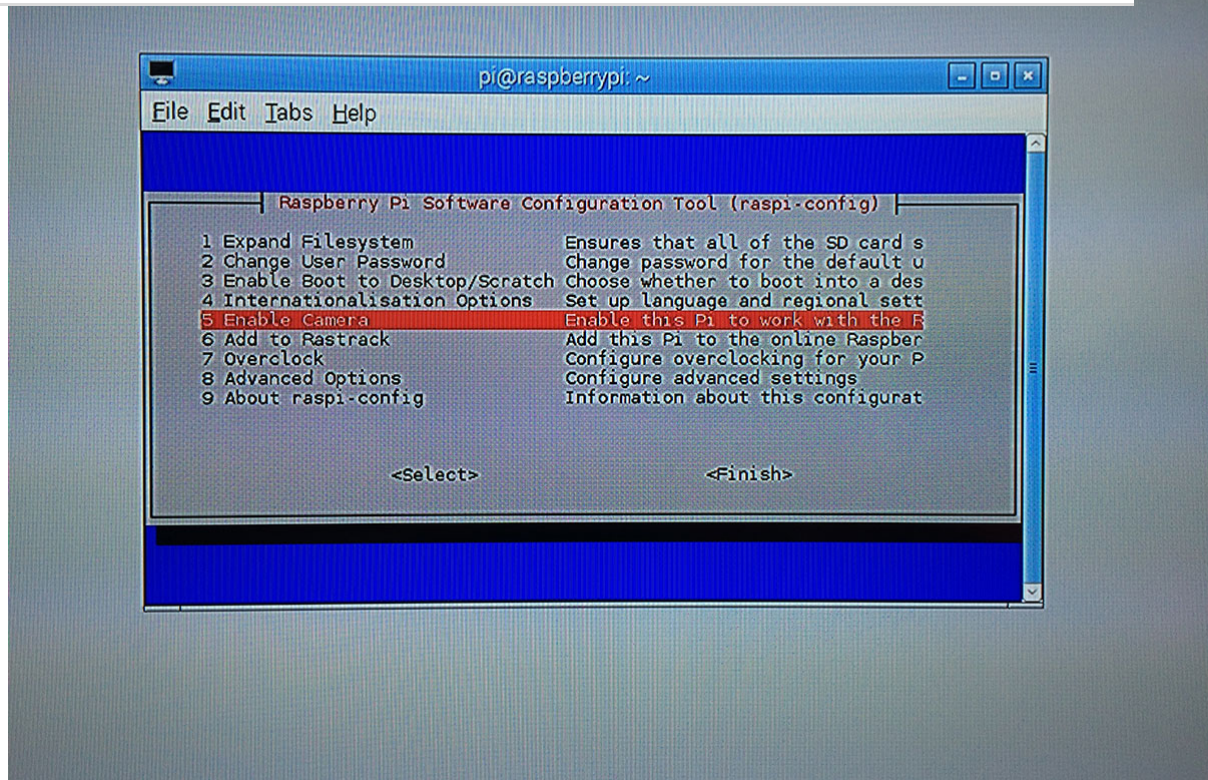 pi@raspberrypi: ~
File Edit Tabs Help
Raspberry Pi Software Configuration Tool (raspi-config)
1 Expand Filesystem Ensures that all of the SD card s
2 Change User Password Change password for the default u
3 Enable Boot to Desktop/Scratch Choose whether to boot into a des
4 Internationalisation Options Set up language and regional sett
5 Enable Camera Enable this Pi to work with the R
6 Add to Rastrack Add this Pi to the online Raspber
7 Overclock Configure overclocking for your P
8 Advanced Options Configure advanced settings
9 About raspi-config Information about this configurat
<Select> <Finish>